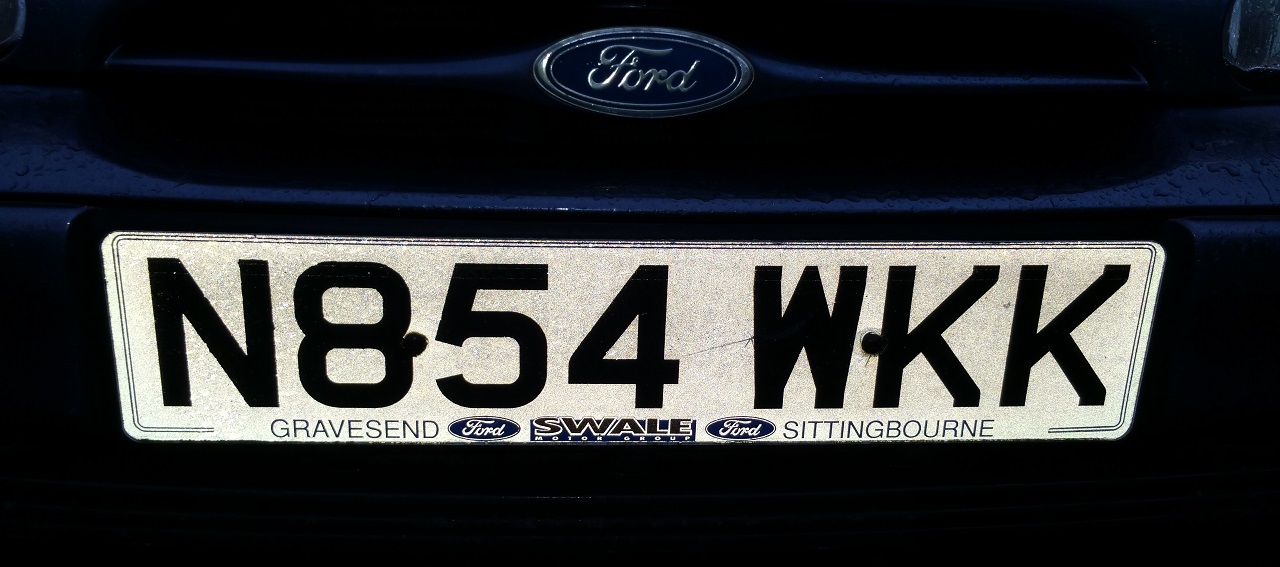 Ford
N854 WKK
GRAVESEND Ford SWALE MOTOR GROUP Ford SITTINGBOURNE